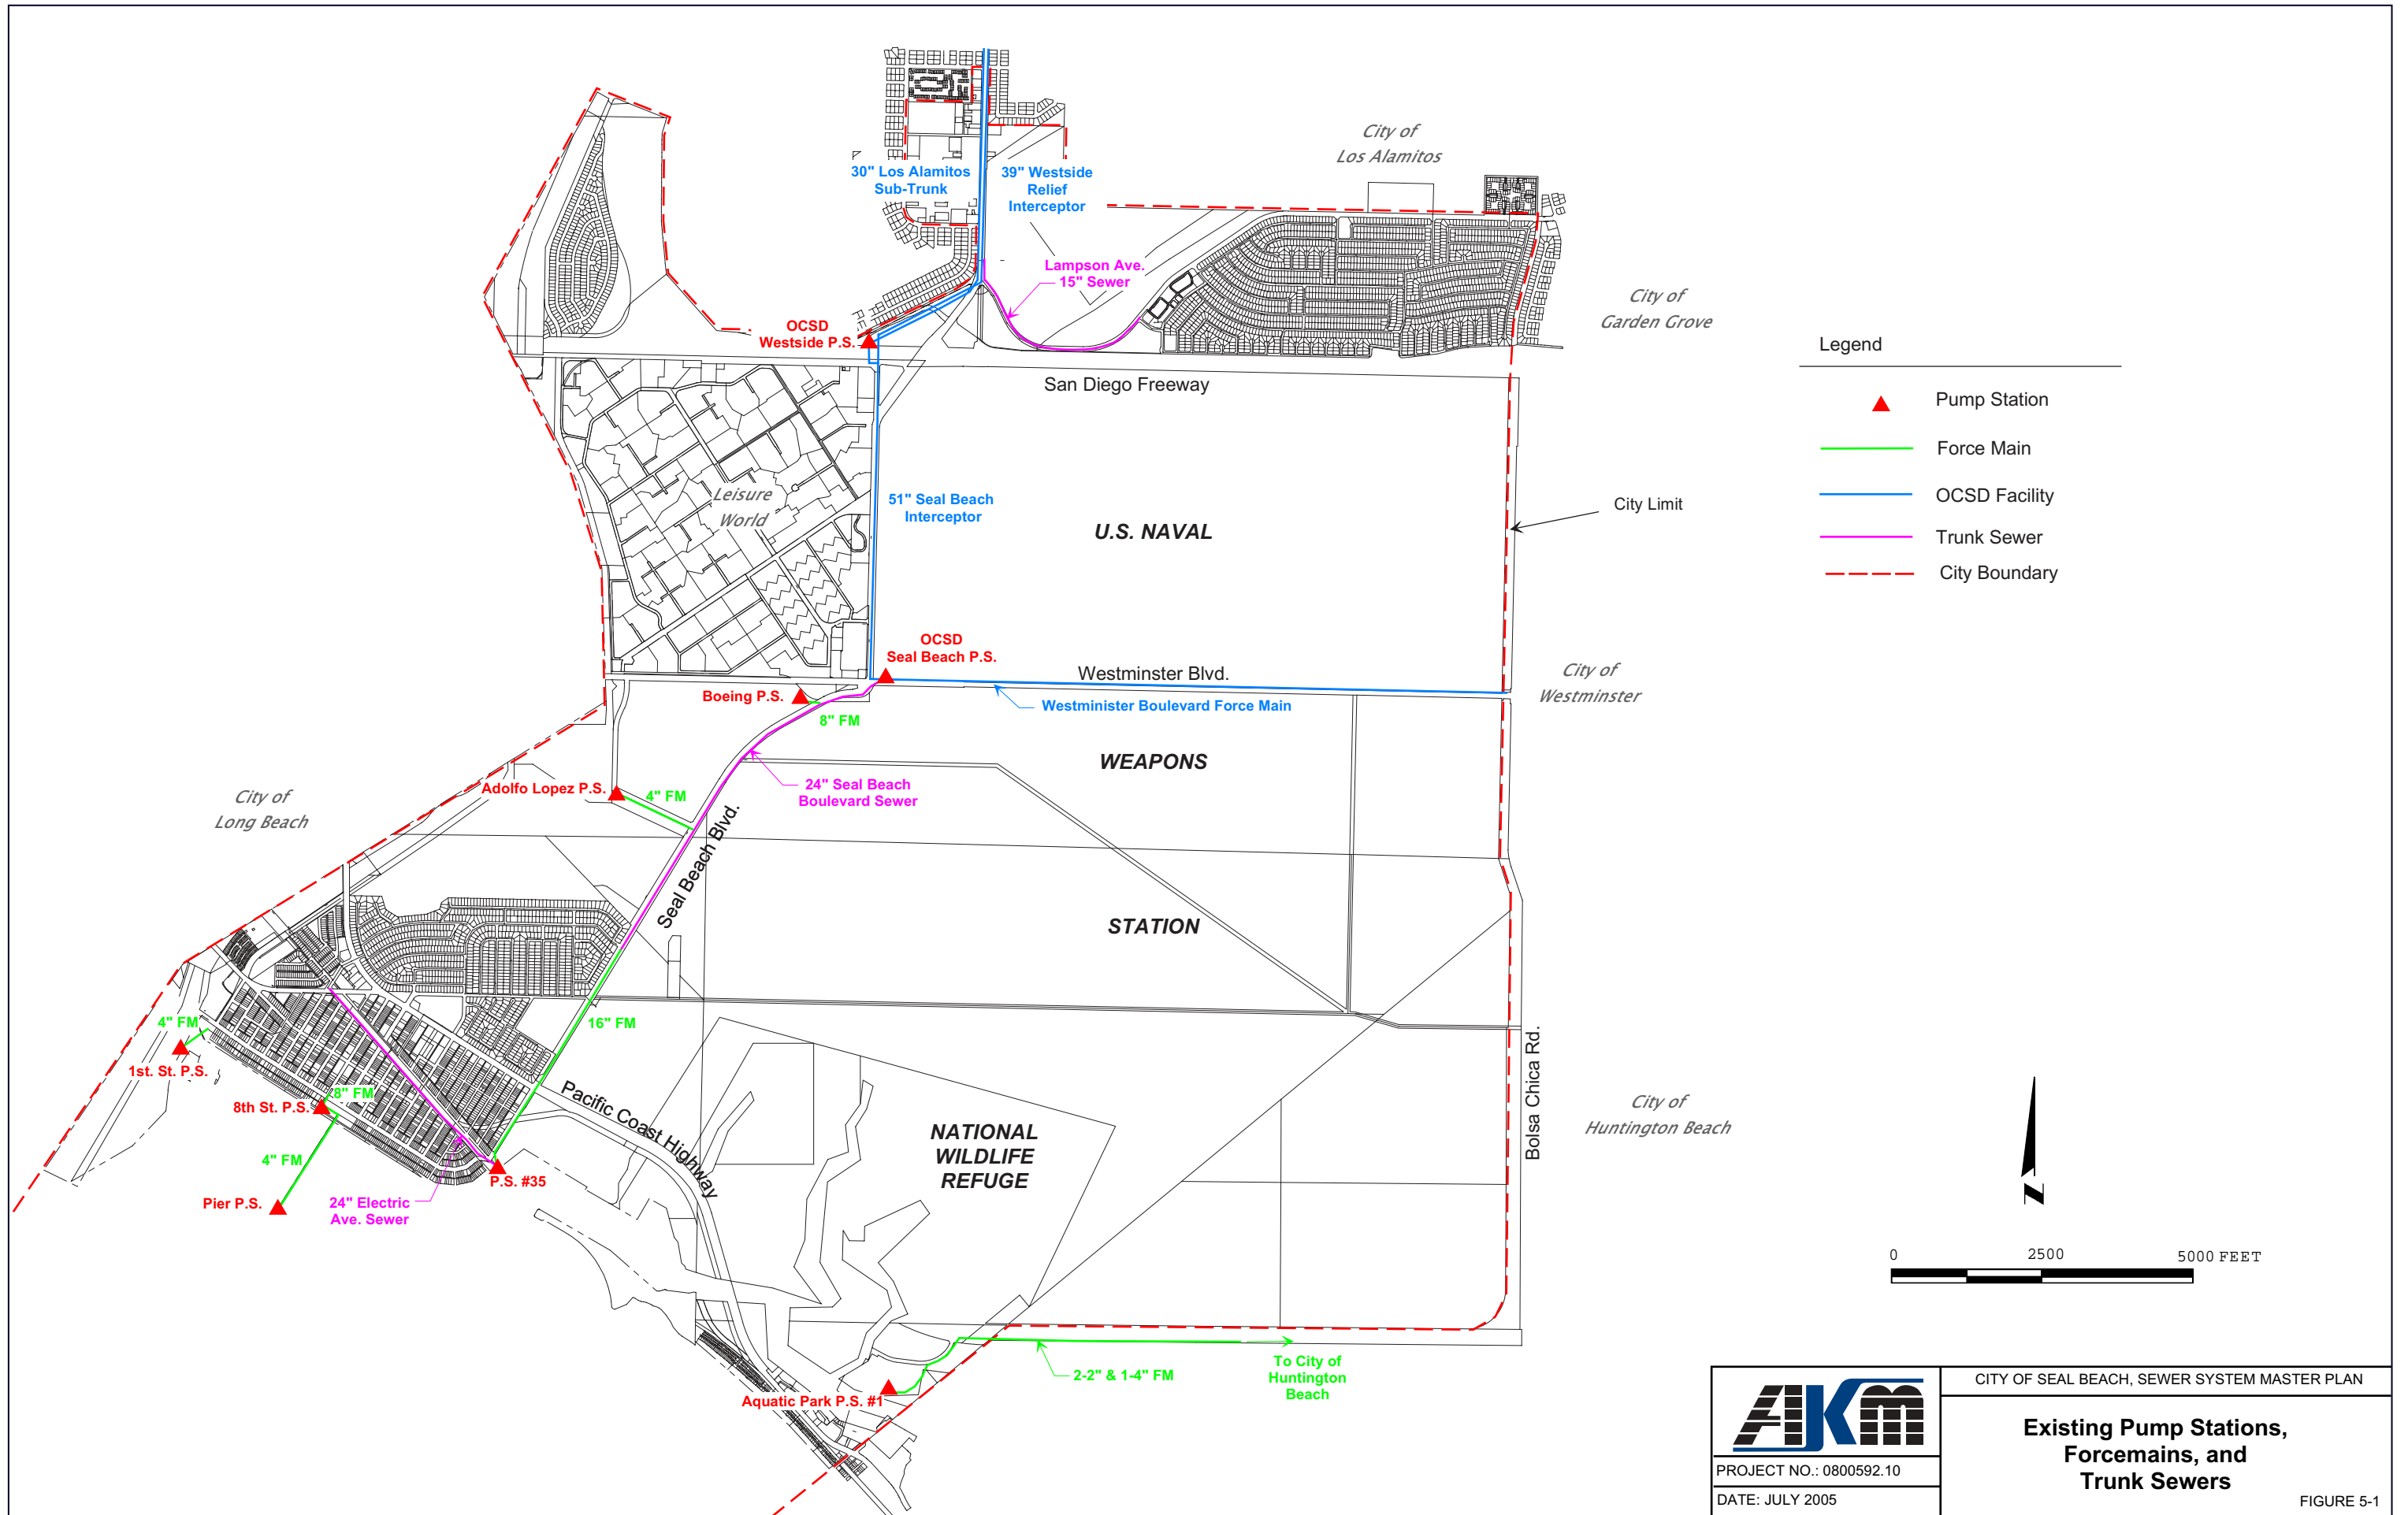 City of
Los Alamitos
30" Los Alamitos
Sub-Trunk
39" Westside
Relief
Interceptor
Lampson Ave.
15" Sewer
City of
Garden Grove
OCSD
Westside P.S.
San Diego Freeway
Legend
Pump Station
Force Main
OCSD Facility
Trunk Sewer
City Boundary
Leisure
World
51" Seal Beach
Interceptor
U.S. NAVAL
City Limit
OCSD
Seal Beach P.S.
Westminster Blvd.
City of
Westminster
Boeing P.S.
8" FM
Westminister Boulevard Force Main
WEAPONS
24" Seal Beach
Boulevard Sewer
Adolfo Lopez P.S.
4" FM
City of
Long Beach
Seal Beach Blvd.
STATION
16" FM
4" FM
1st. St. P.S.
8" FM
8th St. P.S.
4" FM
Pier P.S.
24" Electric
Ave. Sewer
P.S. #35
Pacific Coast Highway
NATIONAL
WILDLIFE
REFUGE
Bolsa Chica Rd.
City of
Huntington Beach
N
0 2500 5000 FEET
2-2" & 1-4" FM
To City of
Huntington
Beach
Aquatic Park P.S. #1
AKM
CITY OF SEAL BEACH, SEWER SYSTEM MASTER PLAN
Existing Pump Stations,
Forcemains, and
Trunk Sewers
PROJECT NO.: 0800592.10
DATE: JULY 2005
FIGURE 5-1